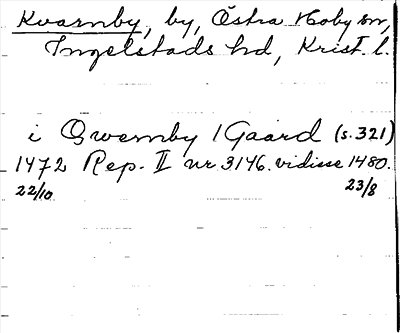 Kvarnby, by, Östra Hoby sn,
Ingelstads hd, Krist. l.
i Qwernby 1 Gaard (s. 321)
1472 Rep. II nr 3146. vidisse 1480.
22/10 23/8